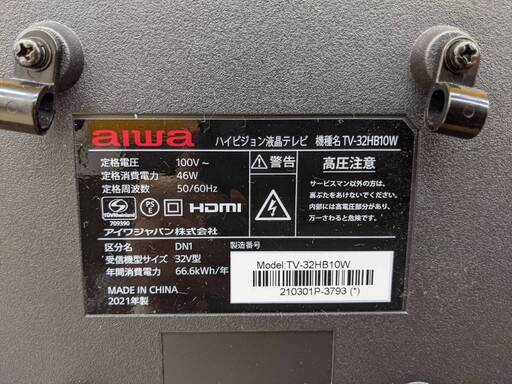 aiwa ハイビジョン液晶テレビ 機種名 TV-32HB10W
定格電圧 100V～
定格消費電力 46W
定格周波数 50/60Hz
TÜVRheinland
709390
PS
E
HDMI
アイワジャパン株式会社
警告 高圧注意
サービスマン以外の方は、
裏ぶたをあけないでください。
内部には高電圧部分があり、
万一さわると危険です。
区分名 DN1
受信機型サイズ 32V型
年間消費電力 66.6kWh/年
MADE IN CHINA
2021年製
製造番号
Model:TV-32HB10W
210301P-3793 (*)